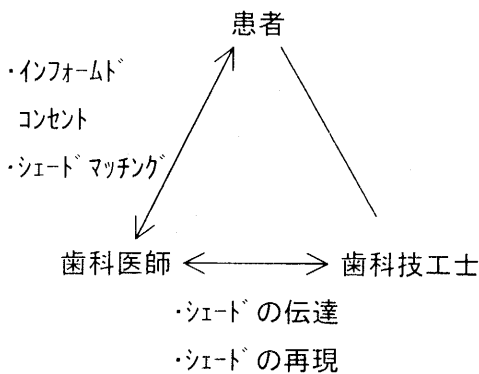 患者
・インフォームド
コンセント
・シェードマッチング
歯科医師
歯科技工士
・シェードの伝達
・シェードの再現